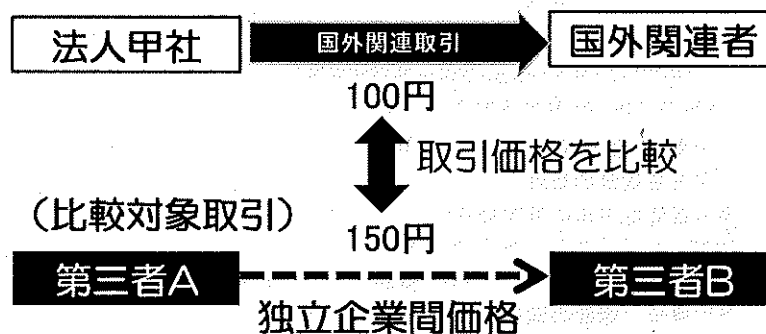 法人甲社
国外関連取引
国外関連者
100円
取引価格を比較
(比較対象取引)
150円
第三者A
第三者B
独立企業間価格